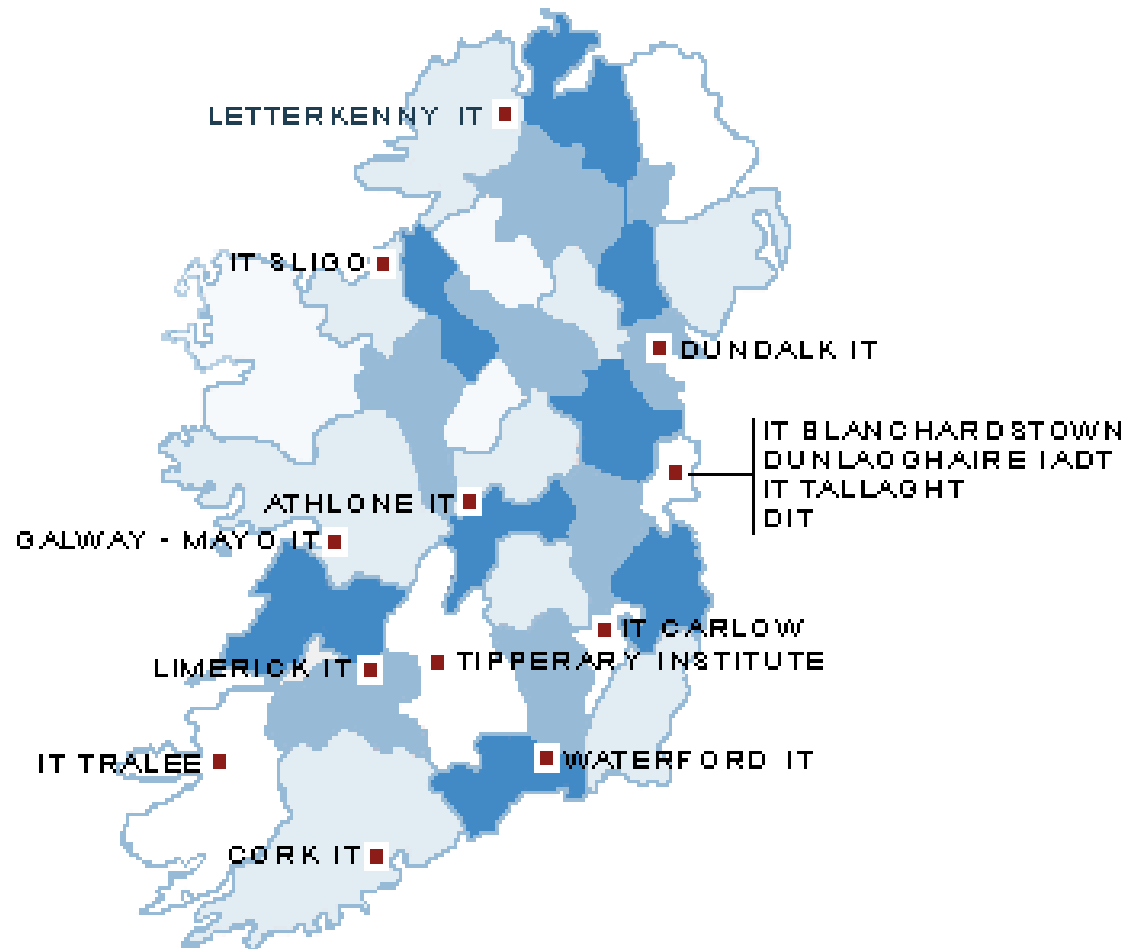 LETTERKENNY IT
IT SLIGO
DUNDALK IT
IT BLANCHARDSTOWN
DUNLAOGHAIRE IADT
IT TALLAGHT
DIT
ATHLONE IT
GALWAY - MAYO IT
IT CARLOW
TIPPERARY INSTITUTE
LIMERICK IT
IT TRALEE
WATERFORD IT
CORK IT